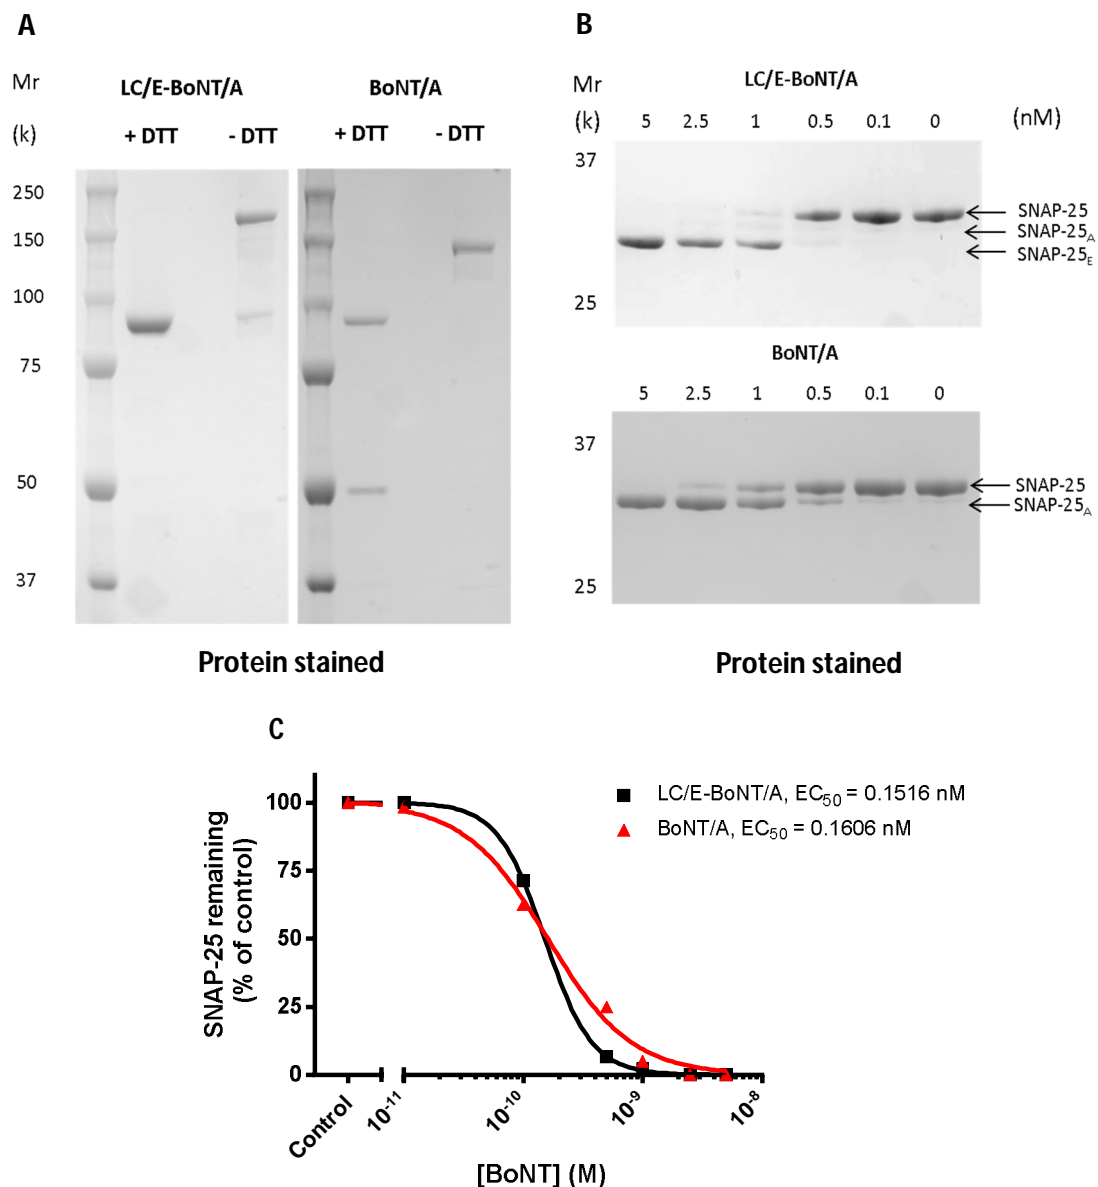 A
Mr
LC/E-BoNT/A
BoNT/A
(k)
+ DTT
- DTT
+ DTT
- DTT
250
150
100
75
50
37
Protein stained
B
Mr
LC/E-BoNT/A
(k)
5 2.5 1 0.5 0.1 0 (nM)
37
SNAP-25
SNAP-25A
SNAP-25E
25
BoNT/A
5 2.5 1 0.5 0.1 0
37
SNAP-25
SNAP-25A
25
Protein stained
C
LC/E-BoNT/A, EC50 = 0.1516 nM
BoNT/A, EC50 = 0.1606 nM
SNAP-25 remaining
(% of control)
100
75
50
25
0
Control
10-11
10-10
10-9
10-8
[BoNT] (M)